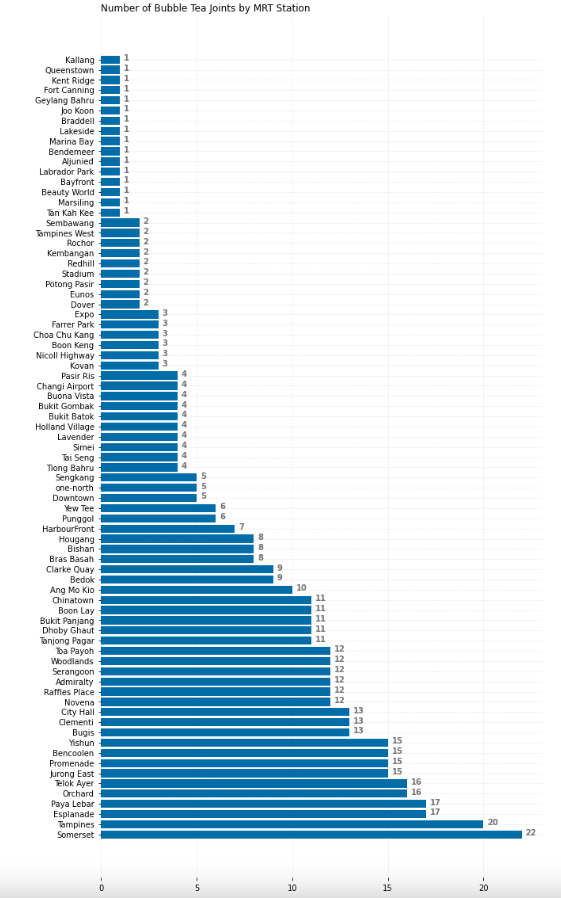 Number of Bubble Tea Joints by MRT Station
Kallang 1
Queenstown 1
Kent Ridge 1
Fort Canning 1
Geylang Bahru 1
Joo Koon 1
Braddell 1
Lakeside 1
Marina Bay 1
Bendemeer 1
Aljunied 1
Labrador Park 1
Bayfront 1
Beauty World 1
Marsiling 1
Tan Kah Kee 1
Sembawang 2
Tampines West 2
Rochor 2
Kembangan 2
Redhill 2
Stadium 2
Potong Pasir 2
Eunos 2
Dover 2
Expo 3
Farrer Park 3
Choa Chu Kang 3
Boon Keng 3
Nicoll Highway 3
Kovan 3
Pasir Ris 4
Changi Airport 4
Buona Vista 4
Bukit Gombak 4
Bukit Batok 4
Holland Village 4
Lavender 4
Simei 4
Tai Seng 4
Tiong Bahru 4
Sengkang 5
one-north 5
Downtown 5
Yew Tee 6
Punggol 6
HarbourFront 7
Hougang 8
Bishan 8
Bras Basah 8
Clarke Quay 9
Bedok 9
Ang Mo Kio 10
Chinatown 11
Boon Lay 11
Bukit Panjang 11
Dhoby Ghaut 11
Tanjong Pagar 11
Toa Payoh 12
Woodlands 12
Serangoon 12
Admiralty 12
Raffles Place 12
Novena 12
City Hall 13
Clementi 13
Bugis 13
Yishun 15
Bencoolen 15
Promenade 15
Jurong East 15
Telok Ayer 16
Orchard 16
Paya Lebar 17
Esplanade 17
Tampines 20
Somerset 22
0 5 10 15 20